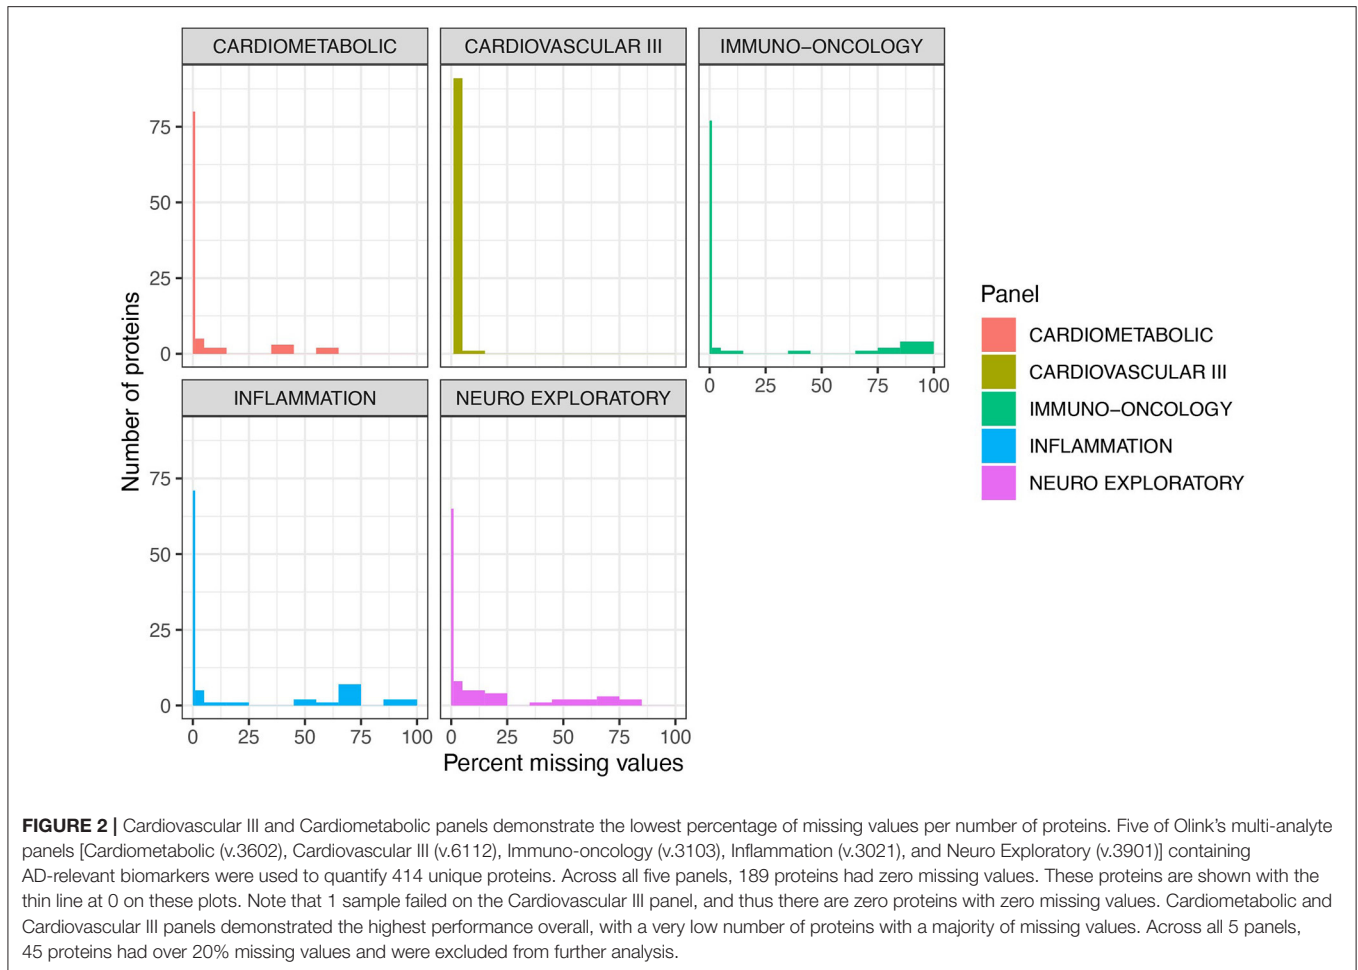 CARDIOMETABOLIC
CARDIOVASCULAR III
IMMUNO-ONCOLOGY
75
50
25
0
0
25
50
75
100
INFLAMMATION
NEURO EXPLORATORY
75
50
25
0
0
25
50
75
100
0
25
50
75
100
Number of proteins
Percent missing values
Panel
CARDIOMETABOLIC
CARDIOVASCULAR III
IMMUNO-ONCOLOGY
INFLAMMATION
NEURO EXPLORATORY
FIGURE 2 | Cardiovascular III and Cardiometabolic panels demonstrate the lowest percentage of missing values per number of proteins. Five of Olink's multi-analyte
panels [Cardiometabolic (v.3602), Cardiovascular III (v.6112), Immuno-oncology (v.3103), Inflammation (v.3021), and Neuro Exploratory (v.3901)] containing
AD-relevant biomarkers were used to quantify 414 unique proteins. Across all five panels, 189 proteins had zero missing values. These proteins are shown with the
thin line at 0 on these plots. Note that 1 sample failed on the Cardiovascular III panel, and thus there are zero proteins with zero missing values. Cardiometabolic and
Cardiovascular III panels demonstrated the highest performance overall, with a very low number of proteins with a majority of missing values. Across all 5 panels,
45 proteins had over 20% missing values and were excluded from further analysis.